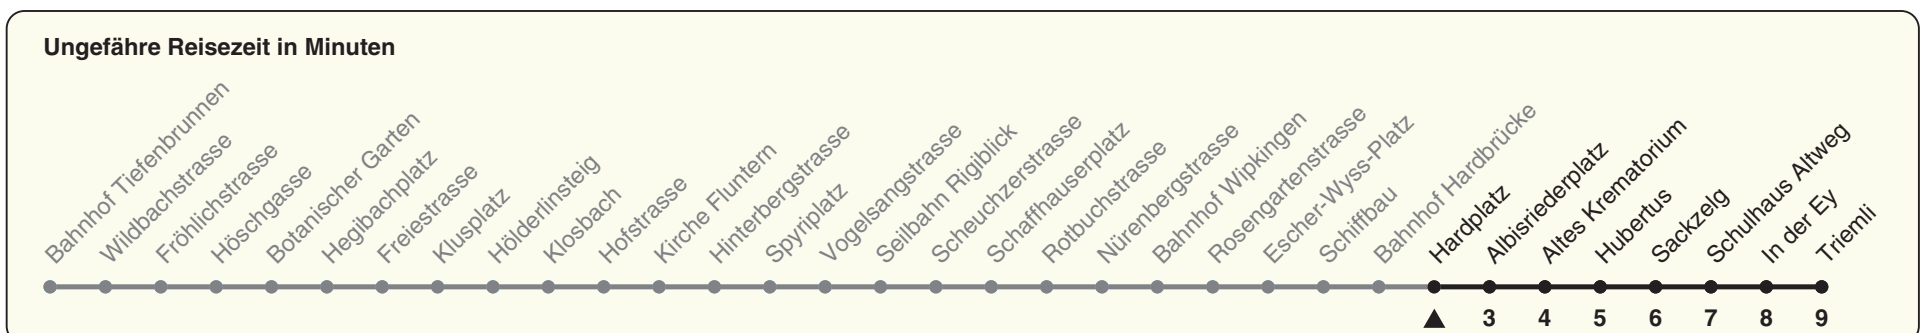 Ungefähre Reisezeit in Minuten
Bahnhof Tiefenbrunnen
Wildbachstrasse
Fröhlichstrasse
Höschgasse
Botanischer Garten
Hegibachplatz
Freiestrasse
Klusplatz
Hölderlinsteig
Klosbach
Hofstrasse
Kirche Fluntern
Hinterbergstrasse
Spyriplatz
Vogelsangstrasse
Seilbahn Rigiblick
Scheuchzerstrasse
Schaffhauserplatz
Rotbuchstrasse
Nürenbergstrasse
Bahnhof Wipkingen
Rosengartenstrasse
Escher-Wyss-Platz
Schiffbau
Bahnhof Hardbrücke
Hardplatz
Albisriederplatz
Altes Krematorium
Hubertus
Sackzelg
Schulhaus Altweg
In der Ey
Triemli
3 4 5 6 7 8 9